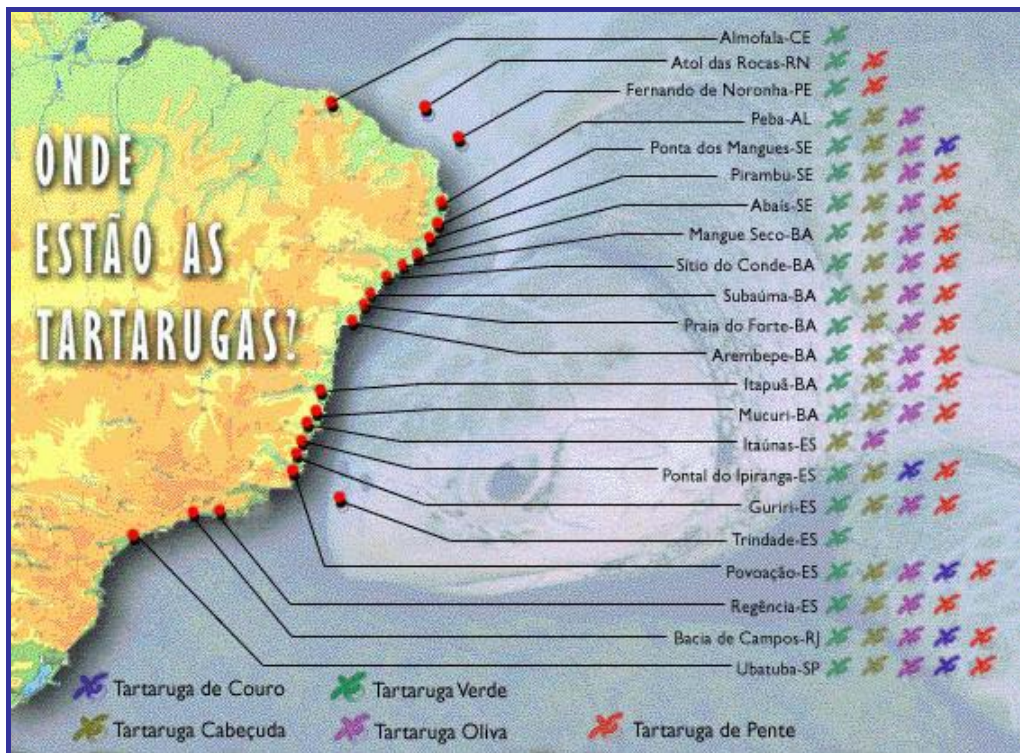 ONDE
ESTÃO AS
TARTARUGAS?
Almofala-CE
Atol das Rocas-RN
Fernando de Noronha-PE
Peba-AL
Ponta dos Mangues-SE
Pirambu-SE
Abaís-SE
Mangue Seco-BA
Sítio do Conde-BA
Subaúma-BA
Praia do Forte-BA
Arembepe-BA
Itapuã-BA
Mucuri-BA
Itaúnas-ES
Pontal do Ipiranga-ES
Guriri-ES
Trindade-ES
Povoação-ES
Regência-ES
Bacia de Campos-RJ
Ubatuba-SP
Tartaruga de Couro
Tartaruga Verde
Tartaruga Cabeçuda
Tartaruga Oliva
Tartaruga de Pente